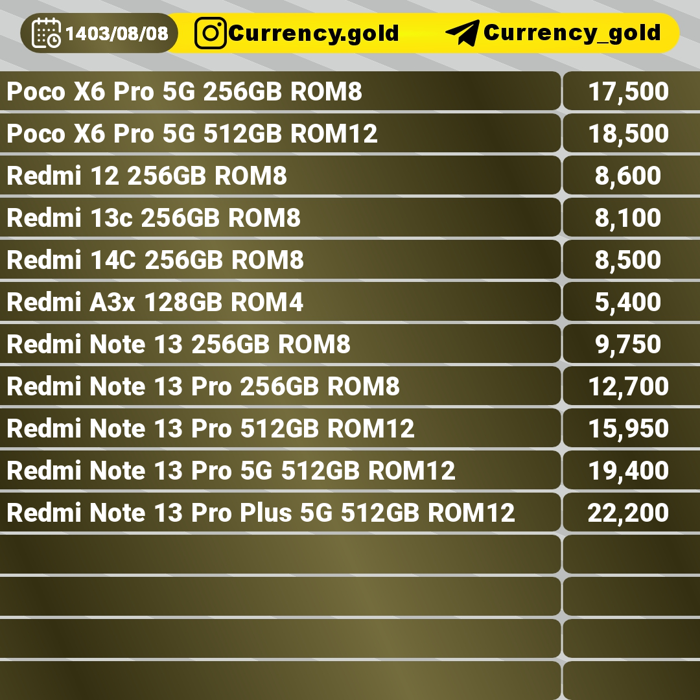 1403/08/08 Currency.gold Currency_gold
Poco X6 Pro 5G 256GB ROM8 17,500
Poco X6 Pro 5G 512GB ROM12 18,500
Redmi 12 256GB ROM8 8,600
Redmi 13c 256GB ROM8 8,100
Redmi 14C 256GB ROM8 8,500
Redmi A3x 128GB ROM4 5,400
Redmi Note 13 256GB ROM8 9,750
Redmi Note 13 Pro 256GB ROM8 12,700
Redmi Note 13 Pro 512GB ROM12 15,950
Redmi Note 13 Pro 5G 512GB ROM12 19,400
Redmi Note 13 Pro Plus 5G 512GB ROM12 22,200